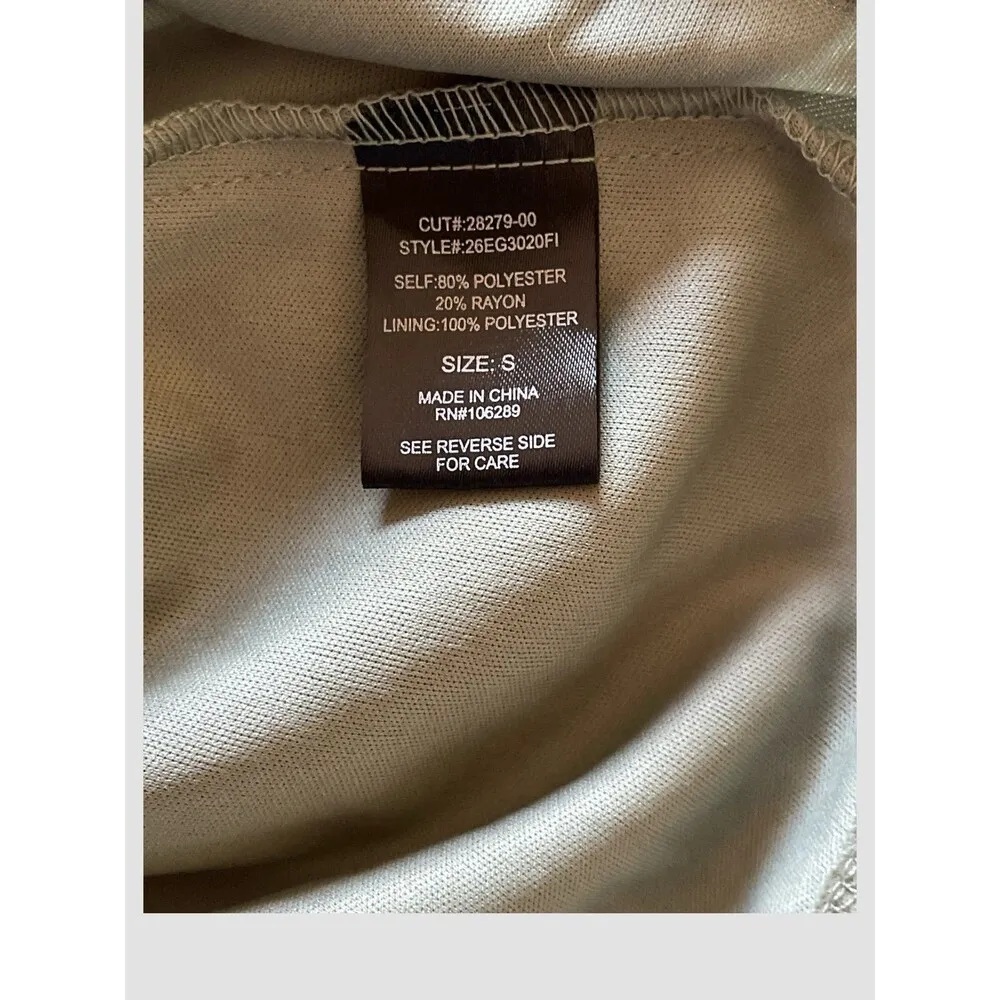 CUT#:28279-00
STYLE#:26EG3020FI
SELF:80% POLYESTER
20% RAYON
LINING:100% POLYESTER
SIZE: S
MADE IN CHINA
RN#106289
SEE REVERSE SIDE
FOR CARE